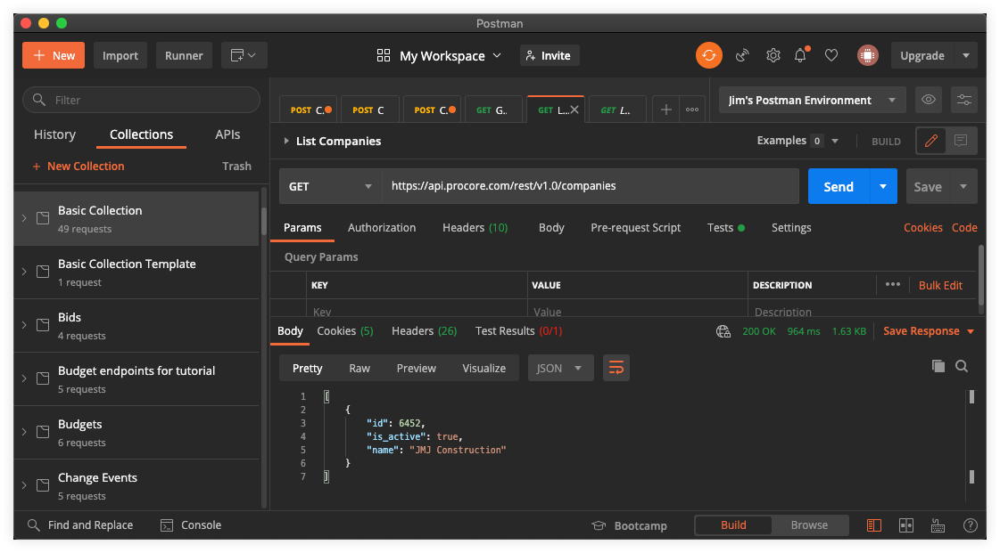 Postman
New
Import
Runner
My Workspace
Invite
Upgrade
Filter
History
Collections
APIs
New Collection
Trash
Basic Collection
49 requests
Basic Collection Template
1 request
Bids
4 requests
Budget endpoints for tutorial
5 requests
Budgets
6 requests
Change Events
5 requests
POST C.
POST C
POST C.
GET G..
GET L...
GET L..
Jim's Postman Environment
List Companies
Examples 0
BUILD
GET
https://api.procore.com/rest/v1.0/companies
Send
Save
Params
Authorization
Headers (10)
Body
Pre-request Script
Tests
Settings
Cookies
Code
Query Params
KEY
VALUE
DESCRIPTION
Bulk Edit
Key
Value
Description
Body
Cookies (5)
Headers (26)
Test Results (0/1)
200 OK
964 ms
1.63 KB
Save Response
Pretty
Raw
Preview
Visualize
JSON
1 [
2 {
3 "id": 6452,
4 "is_active": true,
5 "name": "JMJ Construction"
6 }
7 ]
Find and Replace
Console
Bootcamp
Build
Browse